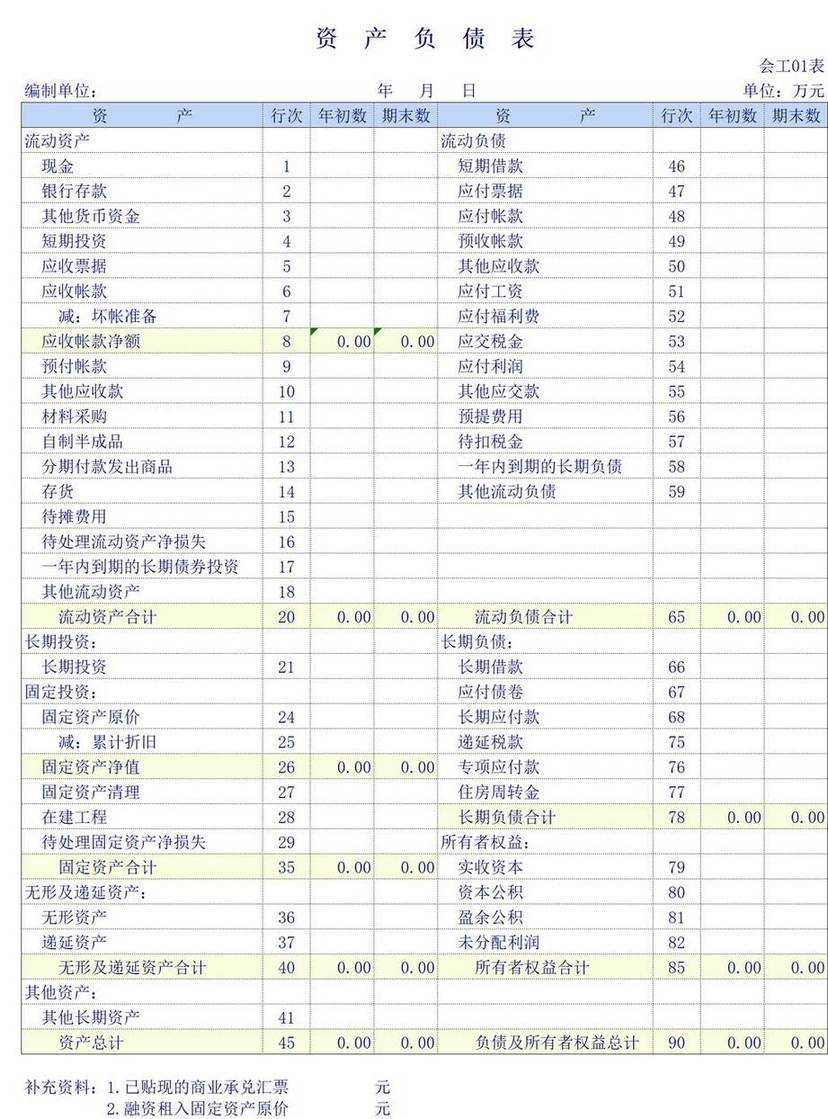 资 产 负 债 表
会工01表
编制单位： 年 月 日 单位：万元
资 产 行次 年初数 期末数 资 产 行次 年初数 期末数
流动资产 流动负债
现金 1 短期借款 46
银行存款 2 应付票据 47
其他货币资金 3 应付帐款 48
短期投资 4 预收帐款 49
应收票据 5 其他应收款 50
应收帐款 6 应付工资 51
减：坏帐准备 7 应付福利费 52
应收帐款净额 8 0.00 0.00 应交税金 53
预付帐款 9 应付利润 54
其他应收款 10 其他应交款 55
材料采购 11 预提费用 56
自制半成品 12 待扣税金 57
分期付款发出商品 13 一年内到期的长期负债 58
存货 14 其他流动负债 59
待摊费用 15
待处理流动资产净损失 16
一年内到期的长期债券投资 17
其他流动资产 18
流动资产合计 20 0.00 0.00 流动负债合计 65 0.00 0.00
长期投资： 长期负债：
长期投资 21 长期借款 66
固定投资： 应付债卷 67
固定资产原价 24 长期应付款 68
减：累计折旧 25 递延税款 75
固定资产净值 26 0.00 0.00 专项应付款 76
固定资产清理 27 住房周转金 77
在建工程 28 长期负债合计 78 0.00 0.00
待处理固定资产净损失 29 所有者权益：
固定资产合计 35 0.00 0.00 实收资本 79
无形及递延资产： 资本公积 80
无形资产 36 盈余公积 81
递延资产 37 未分配利润 82
无形及递延资产合计 40 0.00 0.00 所有者权益合计 85 0.00 0.00
其他资产：
其他长期资产 41
资产总计 45 0.00 0.00 负债及所有者权益总计 90 0.00 0.00
补充资料：1.已贴现的商业承兑汇票 元
2.融资租入固定资产原价 元